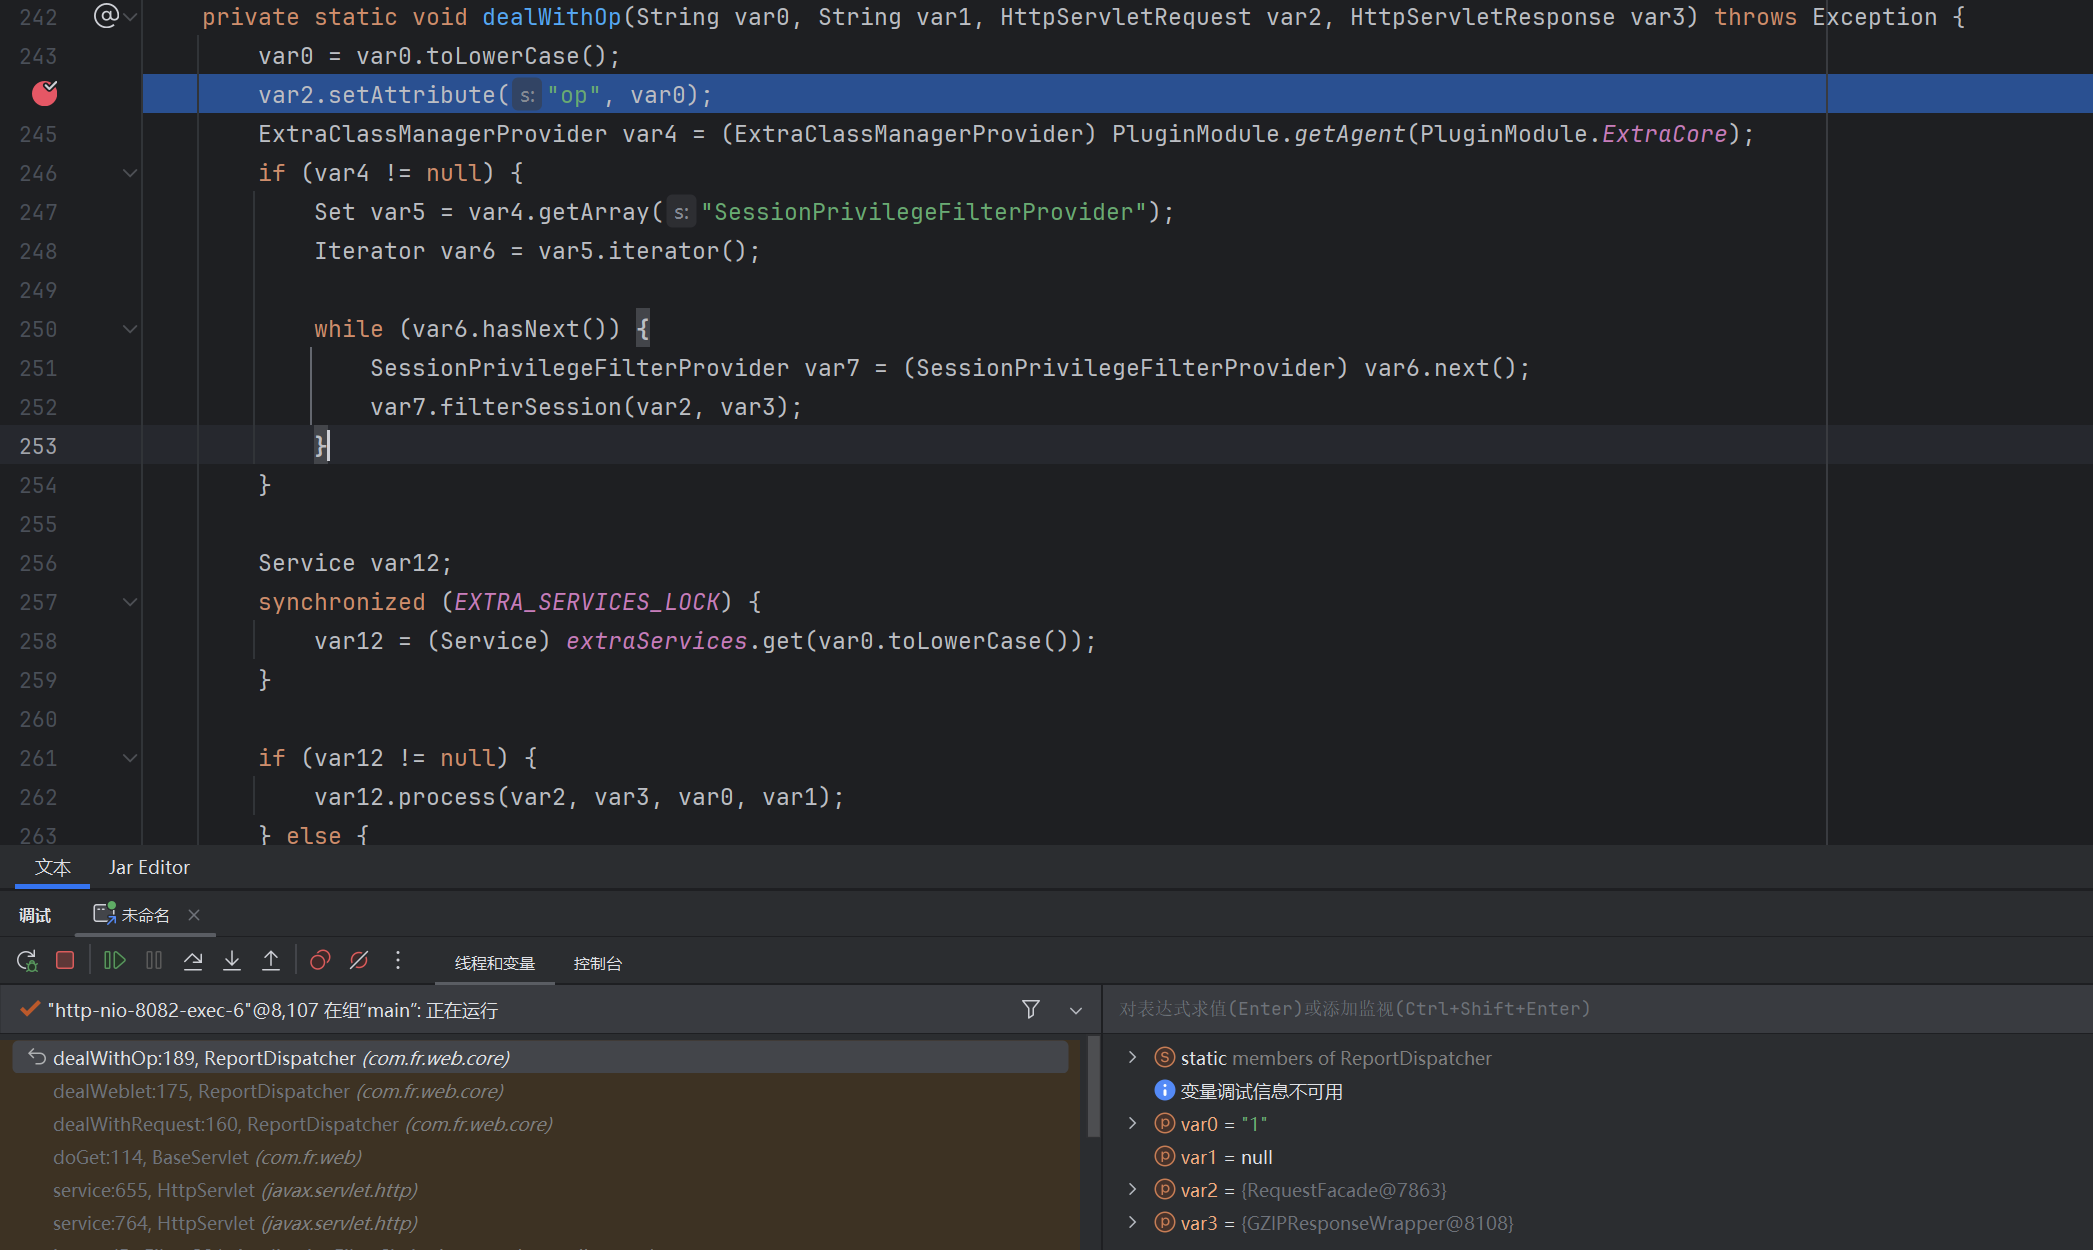 242 @ private static void dealWithOp(String var0, String var1, HttpServletRequest var2, HttpServletResponse var3) throws Exception {
243 var0 = var0.toLowerCase();
var2.setAttribute( s: "op", var0);
245 ExtraClassManagerProvider var4 = (ExtraClassManagerProvider) PluginModule.getAgent(PluginModule.ExtraCore);
246 if (var4 != null) {
247 Set var5 = var4.getArray( s: "SessionPrivilegeFilterProvider");
248 Iterator var6 = var5.iterator();
249
250 while (var6.hasNext()) {
251 SessionPrivilegeFilterProvider var7 = (SessionPrivilegeFilterProvider) var6.next();
252 var7.filterSession(var2, var3);
253 }
254 }
255
256 Service var12;
257 synchronized (EXTRA_SERVICES_LOCK) {
258 var12 = (Service) extraServices.get(var0.toLowerCase());
259 }
260
261 if (var12 != null) {
262 var12.process(var2, var3, var0, var1);
263 } else {
文本 Jar Editor
调试 未命名
线程和变量 控制台
"http-nio-8082-exec-6"@8,107 在组“main”: 正在运行
对表达式求值(Enter)或添加监视(Ctrl+Shift+Enter)
dealWithOp:189, ReportDispatcher (com.fr.web.core)
dealWeblet:175, ReportDispatcher (com.fr.web.core)
dealWithRequest:160, ReportDispatcher (com.fr.web.core)
doGet:114, BaseServlet (com.fr.web)
service:655, HttpServlet (javax.servlet.http)
service:764, HttpServlet (javax.servlet.http)
static members of ReportDispatcher
变量调试信息不可用
var0 = "1"
var1 = null
var2 = {RequestFacade@7863}
var3 = {GZIPResponseWrapper@8108}